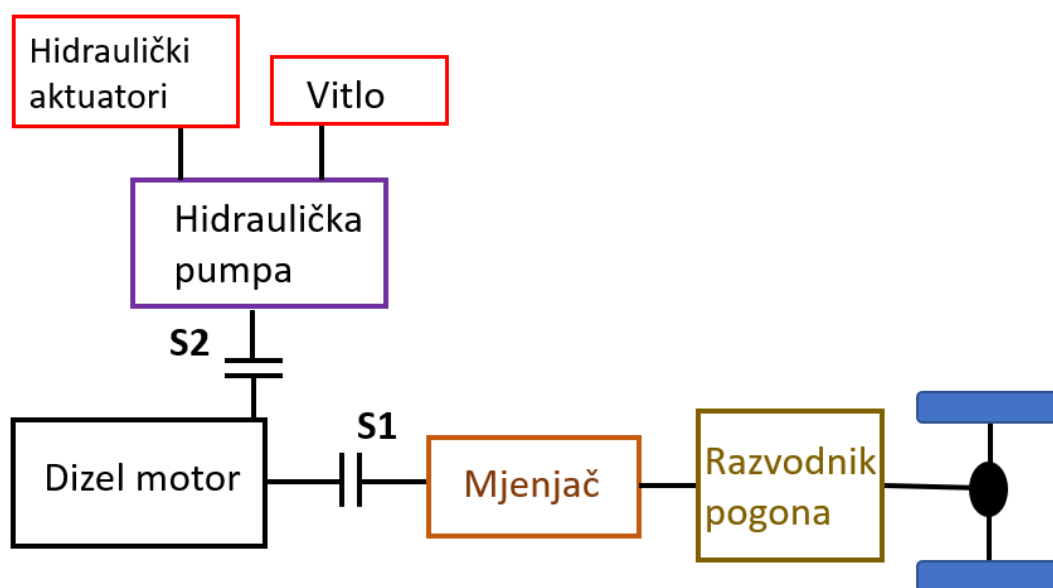 Hidraulički
aktuatori
Vitlo
Hidraulička
pumpa
S2
S1
Dizel motor
Mjenjač
Razvodnik
pogona